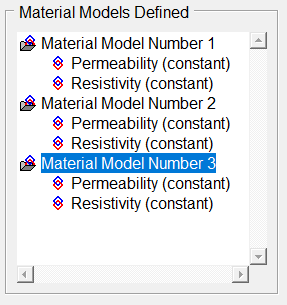 Material Models Defined
Material Model Number 1
Permeability (constant)
Resistivity (constant)
Material Model Number 2
Permeability (constant)
Resistivity (constant)
Material Model Number 3
Permeability (constant)
Resistivity (constant)